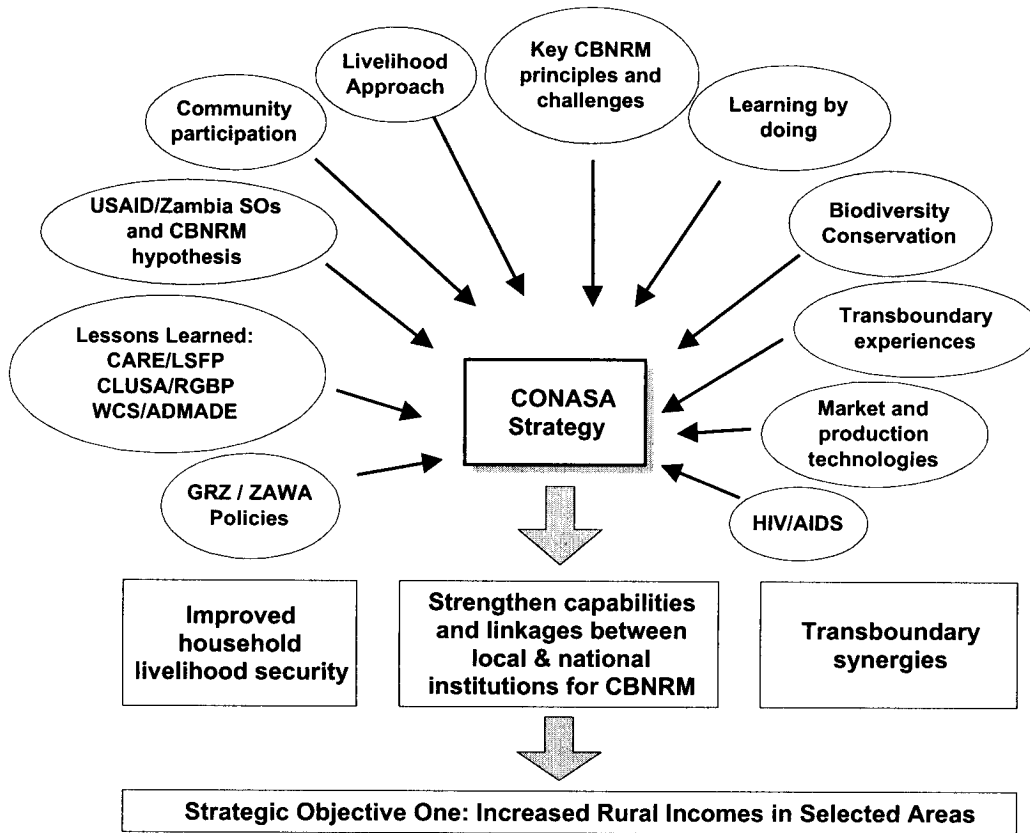 Livelihood
Approach
Key CBNRM
principles and
challenges
Community
participation
Learning by
doing
USAID/Zambia SOs
and CBNRM
hypothesis
Biodiversity
Conservation
Lessons Learned:
CARE/LSFP
CLUSA/RGBP
WCS/ADMADE
Transboundary
experiences
CONASA
Strategy
Market and
production
technologies
GRZ / ZAWA
Policies
HIV/AIDS
Improved
household
livelihood security
Strengthen capabilities
and linkages between
local & national
institutions for CBNRM
Transboundary
synergies
Strategic Objective One: Increased Rural Incomes in Selected Areas